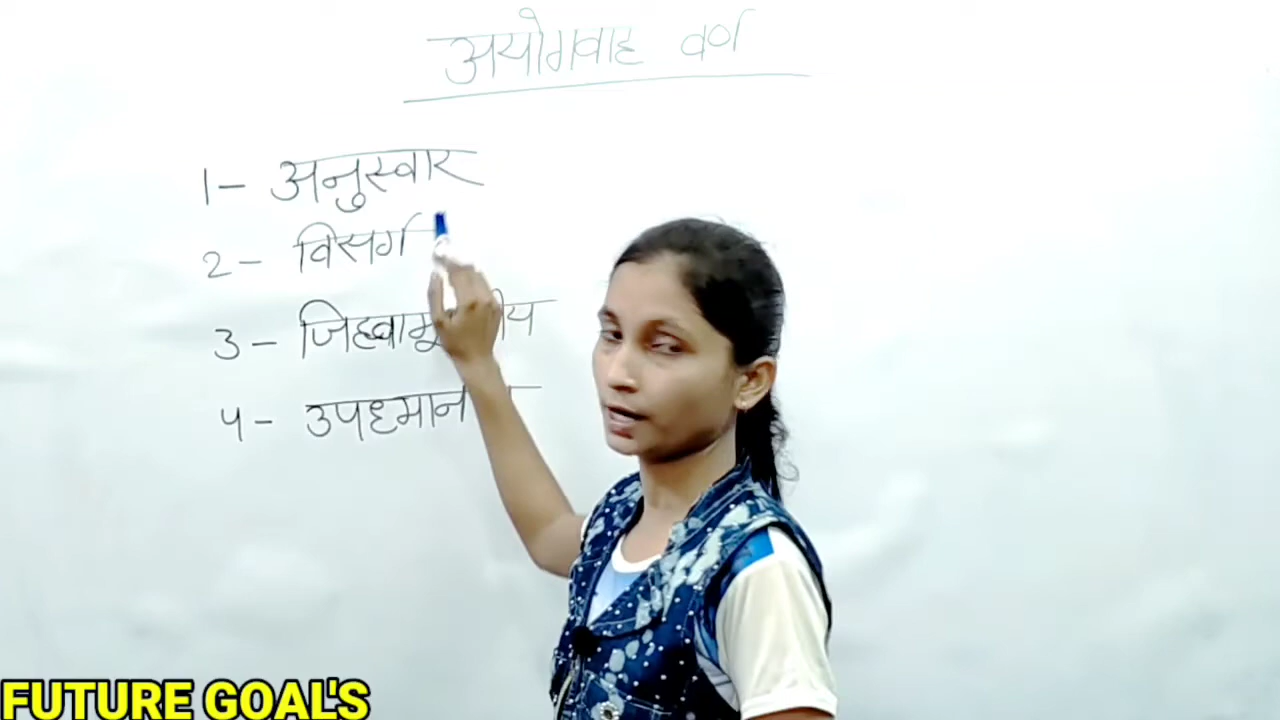 अयोगवाह वर्ण
1- अनुस्वार
2- विसर्ग
3-
4-
FUTURE GOAL'S